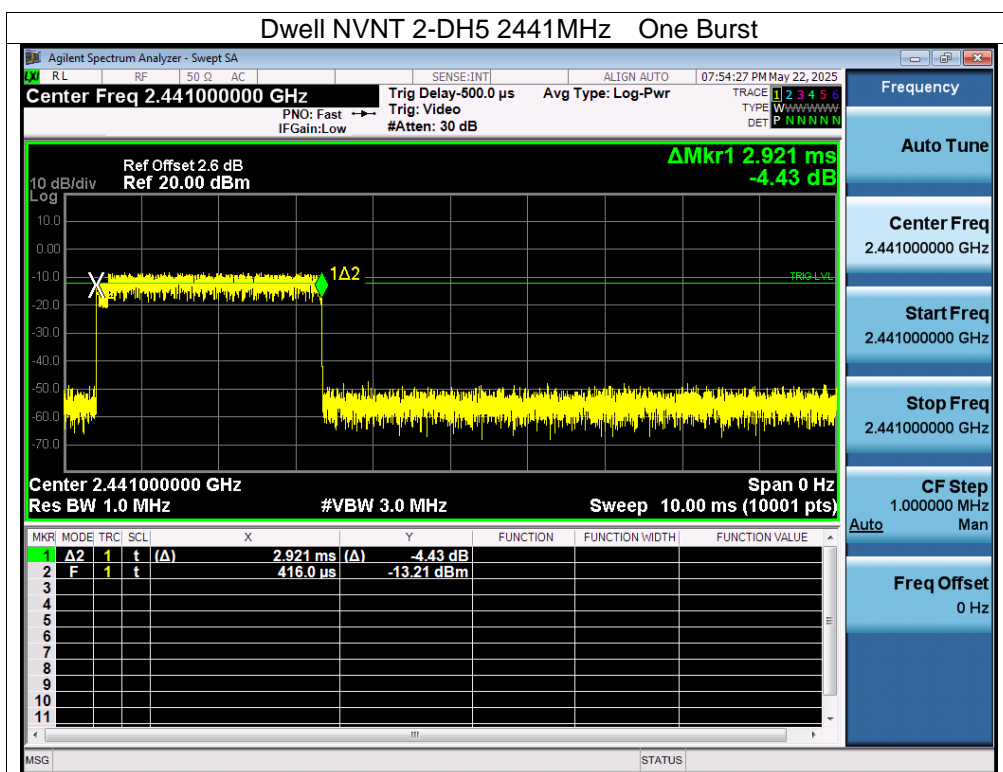 Dwell NVNT 2-DH5 2441MHz One Burst
Agilent Spectrum Analyzer - Swept SA
LXI RL RF 50 Ω AC SENSE:INT ALIGN AUTO 07:54:27 PM May 22, 2025
Center Freq 2.441000000 GHz
PNO: Fast
IFGain:Low
Trig Delay-500.0 µs
Trig: Video
#Atten: 30 dB
Avg Type: Log-Pwr
TRACE 1 2 3 4 5 6
TYPE WWWWWW
DET P N N N N N
ΔMkr1 2.921 ms
-4.43 dB
Ref Offset 2.6 dB
10 dB/div Ref 20.00 dBm
Log
10.0
0.00
-10.0
-20.0
-30.0
-40.0
-50.0
-60.0
-70.0
1Δ2
TRIG LVL
Center 2.441000000 GHz Span 0 Hz
Res BW 1.0 MHz #VBW 3.0 MHz Sweep 10.00 ms (10001 pts)
MKR MODE TRC SCL X Y FUNCTION FUNCTION WIDTH FUNCTION VALUE
1 Δ2 1 t (Δ) 2.921 ms (Δ) -4.43 dB
2 F 1 t 416.0 µs -13.21 dBm
3
4
5
6
7
8
9
10
11
MSG STATUS
Frequency
Auto Tune
Center Freq
2.441000000 GHz
Start Freq
2.441000000 GHz
Stop Freq
2.441000000 GHz
CF Step
1.000000 MHz
Auto Man
Freq Offset
0 Hz